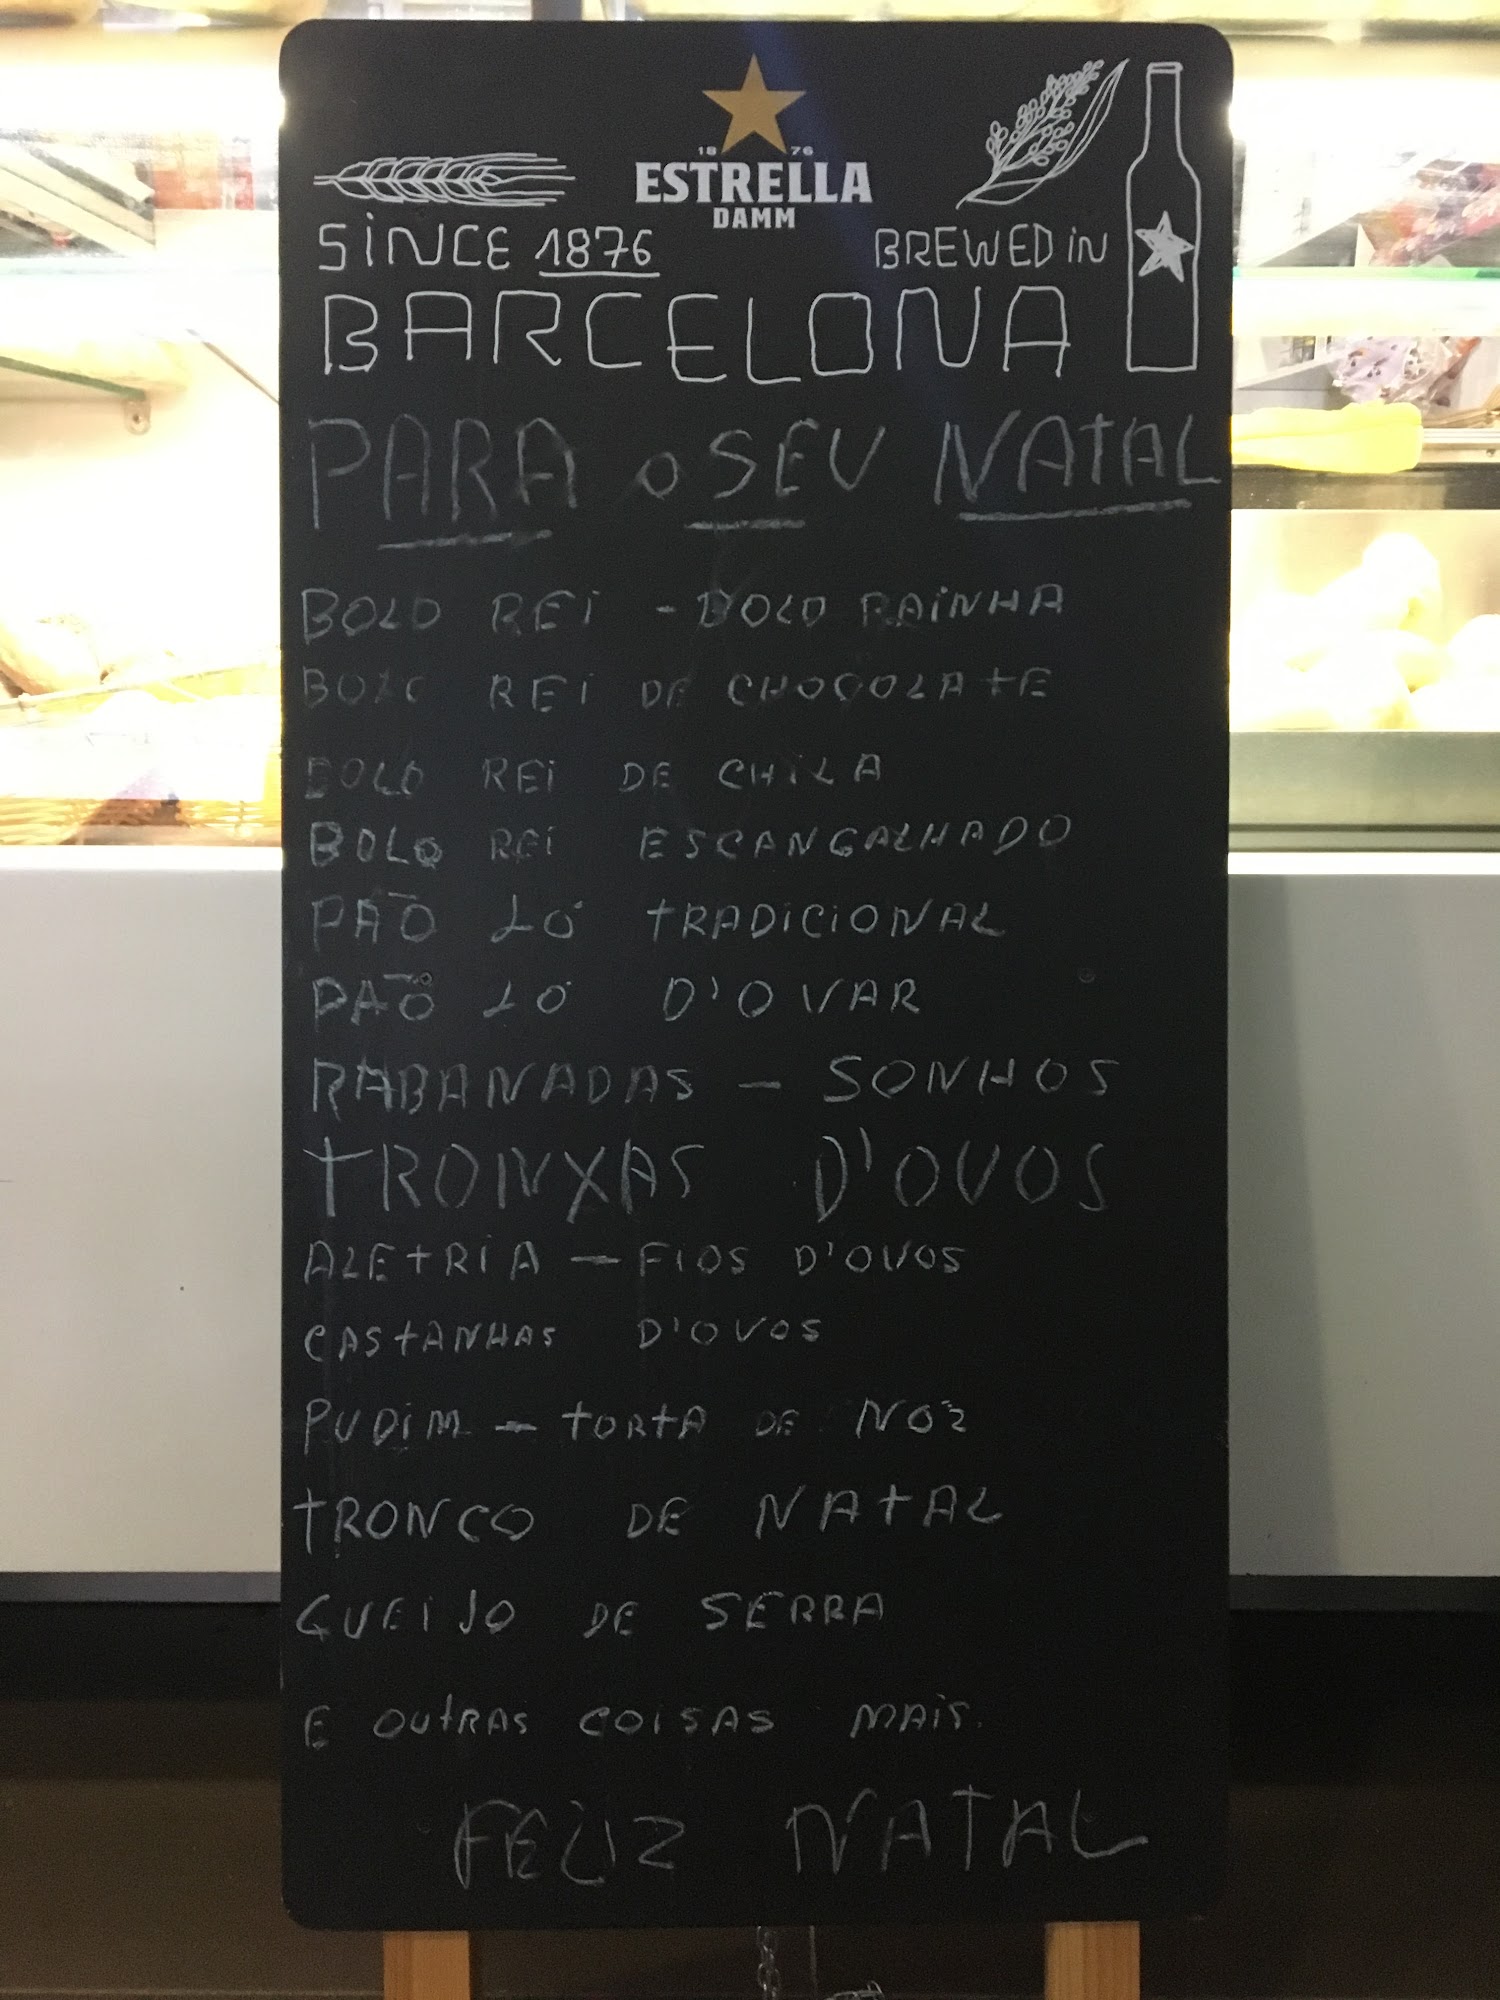 18 76
ESTRELLA
DAMM
SINCE 1876 BREWED IN
BARCELONA
PARA O SEU NATAL
BOLO REI - BOLO RAINHA
BOLO REI DE CHOCOLATE
BOLO REI DE CHILA
BOLO REI ESCANGALHADO
PÃO LÓ TRADICIONAL
PÃO LÓ D'OVAR
RABANADAS - SONHOS
TRONXAS D'OVOS
ALETRIA - FIOS D'OVOS
CASTANHAS D'OVOS
PUDIM - TORTA DE NOZ
TRONCO DE NATAL
QUEIJO DE SERRA
E OUTRAS COISAS MAIS.
FELIZ NATAL